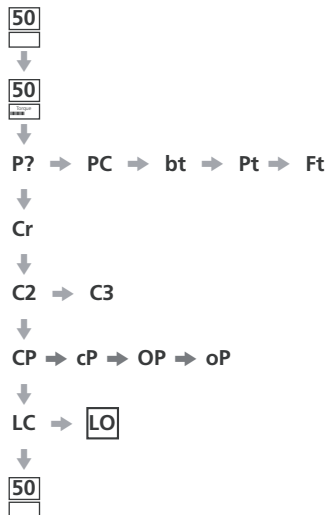 50
50
Torque
P? PC bt Pt Ft
Cr
C2 C3
CP cP OP oP
LC LO
50